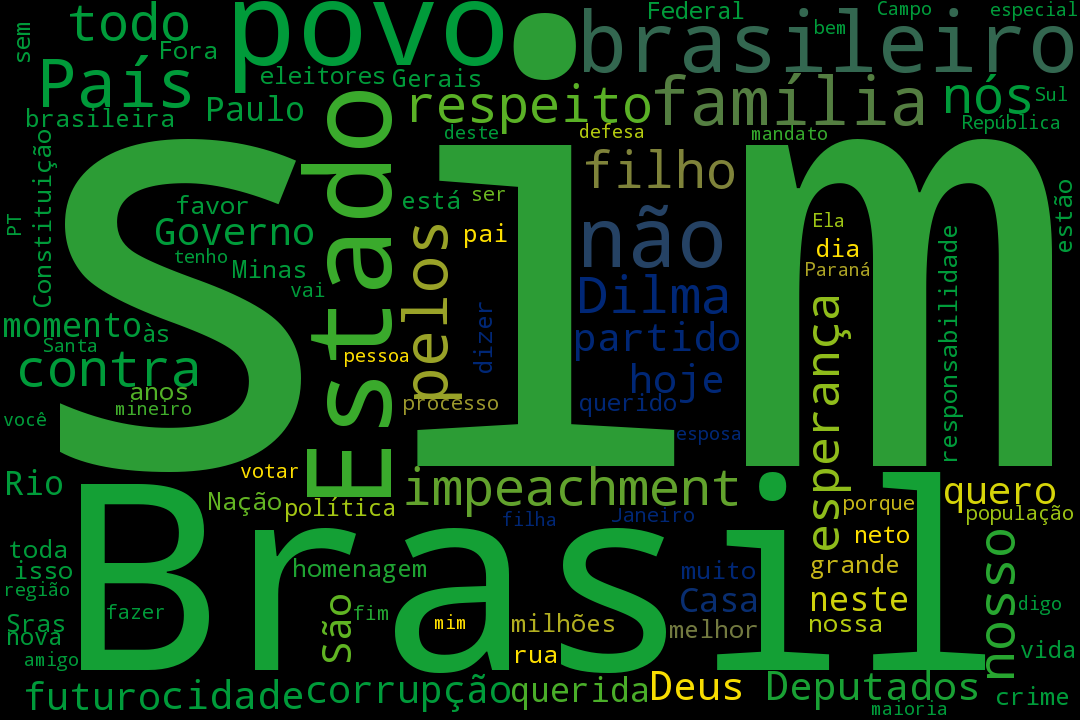 sem
todo
povo
Federal
Campo
especial
bem
brasileiro
Fora
País
eleitores
Gerais
brasileira
Paulo
respeito
família
nós
Sul
República
deste
defesa
mandato
Sim
Constituição
PT
favor
Governo
tenho
Minas
vai
Estado
está
ser
pai
pelos
filho
não
Ela
dia
Paraná
estão
responsabilidade
momento
às
Santa
contra
anos
mineiro
você
pessoa
processo
dizer
Dilma
partido
hoje
querido
esposa
esperança
Rio
votar
Nação
política
impeachment
filha
Janeiro
quero
porque
população
neto
Brasil
toda
isso
região
fazer
Sras
nova
amigo
homenagem
são
fim
mim
milhões
rua
muito
Casa
melhor
grande
neste
nossa
nosso
digo
vida
futuro
cidade
corrupção
querida
Deus
Deputados
maioria
crime